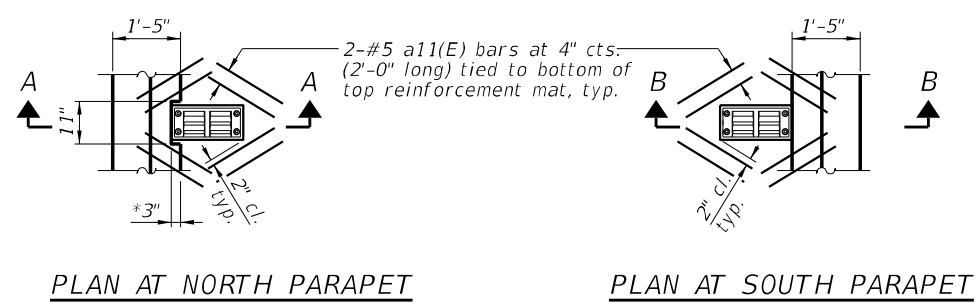 1'-5"
1'-5"
2-#5 a11(E) bars at 4" cts.
(2'-0" long) tied to bottom of
top reinforcement mat, typ.
A
A
B
B
11"
2" cl.
typ.
2" cl.
typ.
*3"
PLAN AT NORTH PARAPET
PLAN AT SOUTH PARAPET